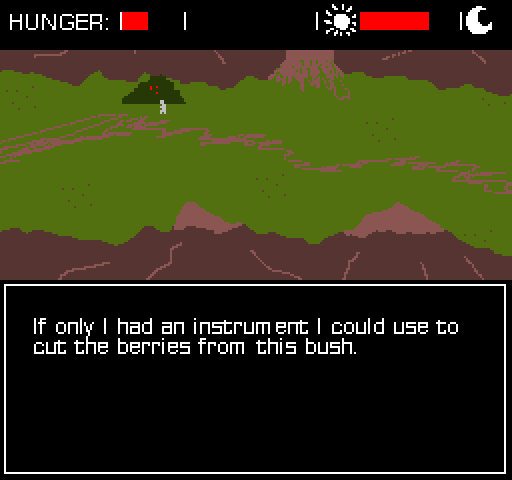 HUNGER:
If only I had an instrument I could use to
cut the berries from this bush.